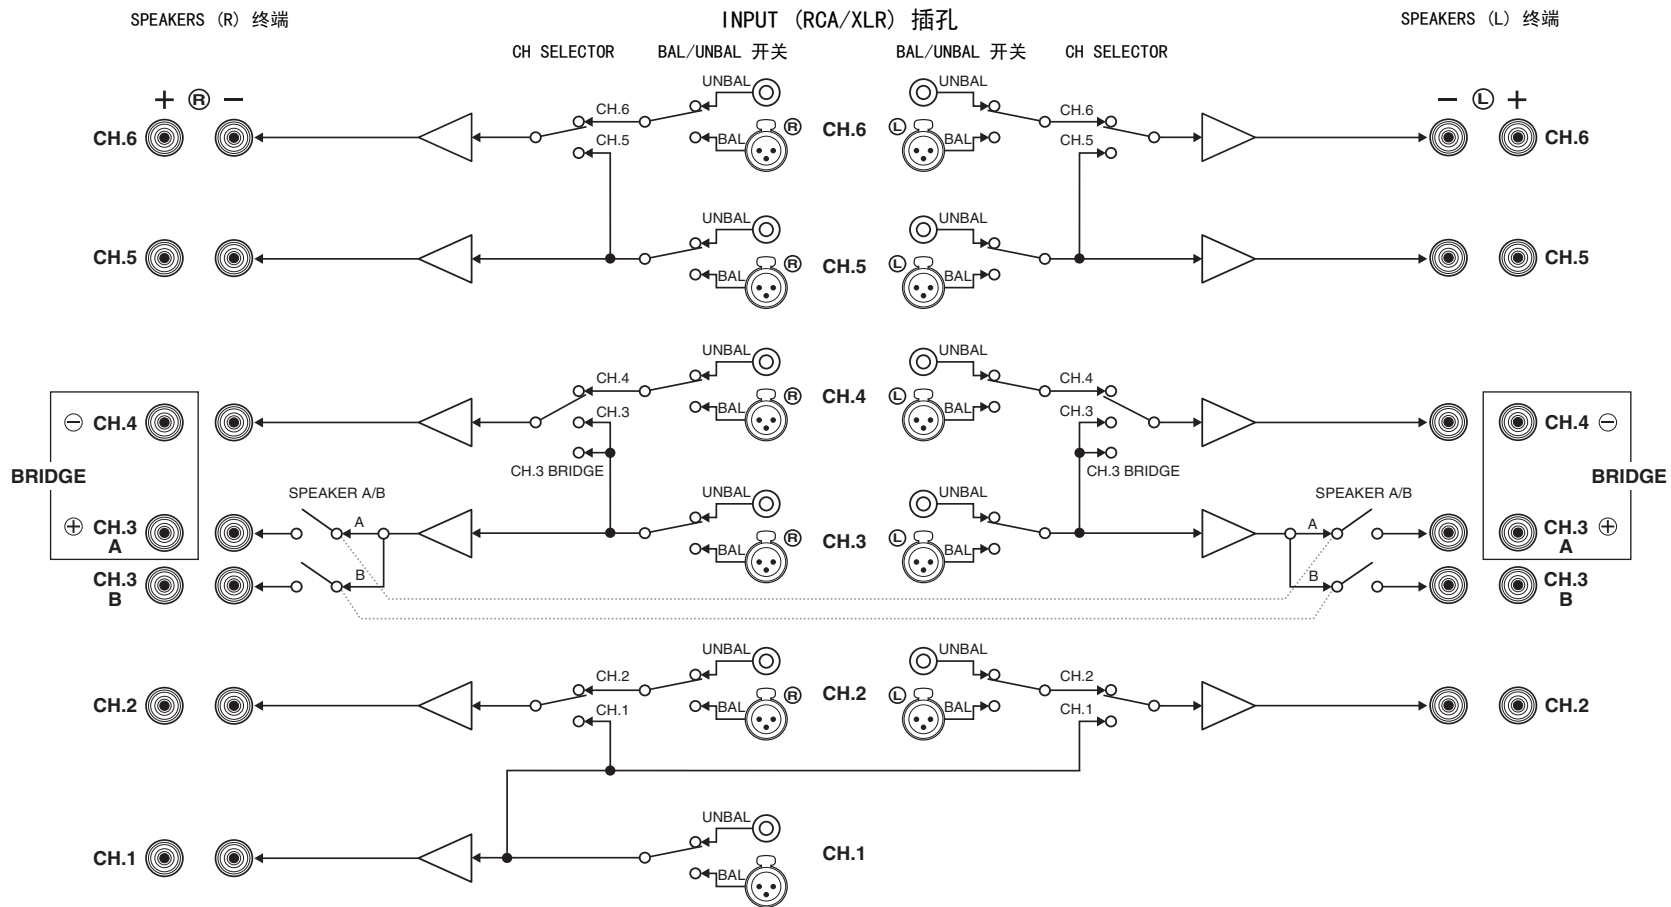 SPEAKERS (R) 终端
INPUT (RCA/XLR) 插孔
SPEAKERS (L) 终端
CH SELECTOR
BAL/UNBAL 开关
BAL/UNBAL 开关
CH SELECTOR
+ R −
UNBAL
UNBAL
− L +
CH.6
CH.6
BAL
R
CH.6
L
BAL
CH.6
CH.6
CH.5
CH.5
UNBAL
UNBAL
CH.5
BAL
R
CH.5
L
BAL
CH.5
UNBAL
UNBAL
⊖ CH.4
CH.4
BAL
R
CH.4
L
BAL
CH.4
CH.4 ⊖
CH.3
CH.3
BRIDGE
CH.3 BRIDGE
CH.3 BRIDGE
BRIDGE
SPEAKER A/B
UNBAL
UNBAL
SPEAKER A/B
⊕ CH.3
A
A
BAL
R
CH.3
L
BAL
A
CH.3 ⊕
A
CH.3
B
B
B
CH.3
B
UNBAL
UNBAL
CH.2
CH.2
BAL
R
CH.2
L
BAL
CH.2
CH.2
CH.1
CH.1
UNBAL
CH.1
BAL
CH.1